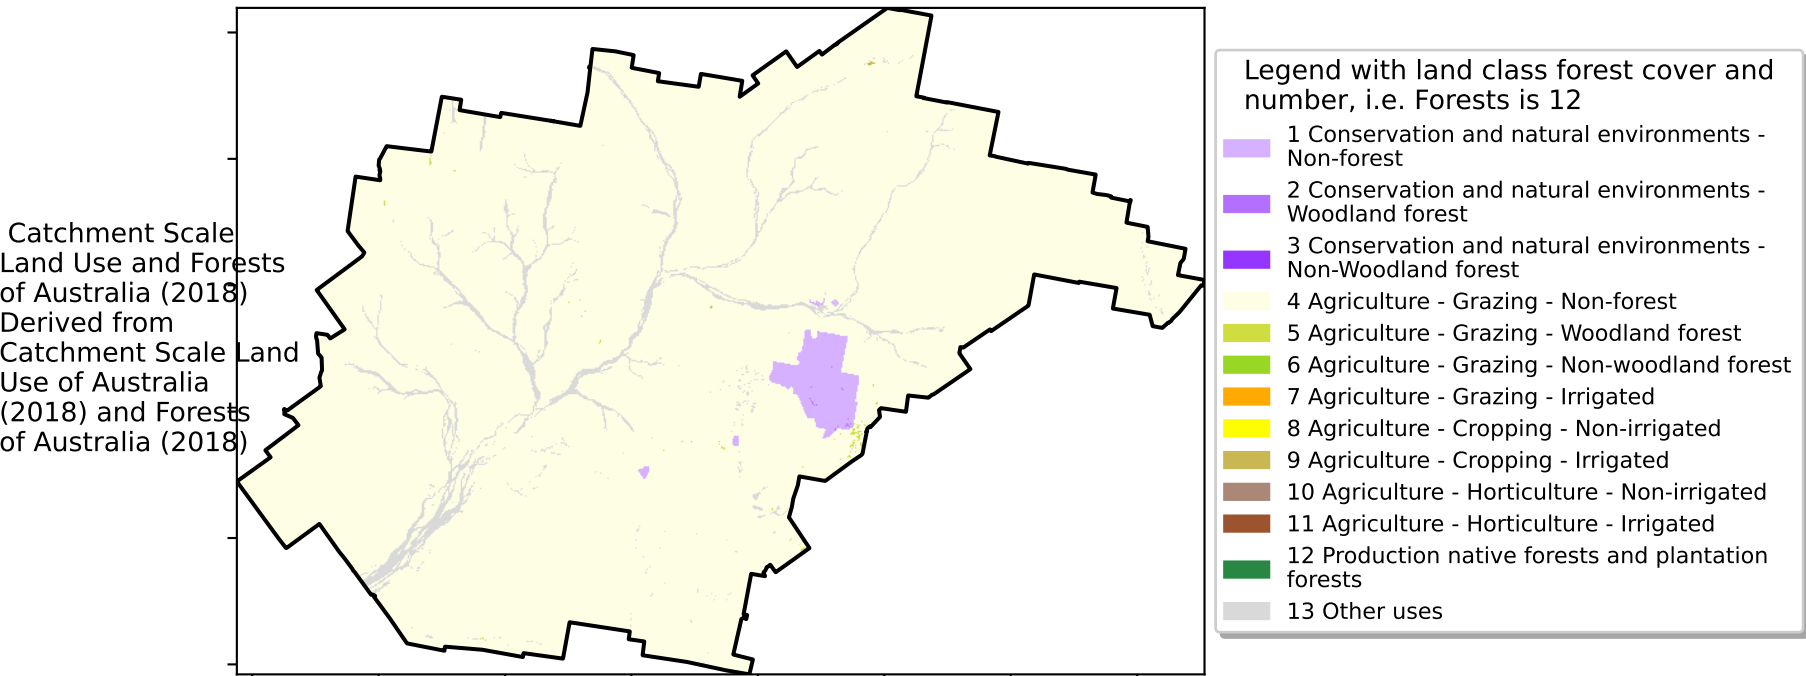 Catchment Scale
Land Use and Forests
of Australia (2018)
Derived from
Catchment Scale Land
Use of Australia
(2018) and Forests
of Australia (2018)
Legend with land class forest cover and
number, i.e. Forests is 12
1 Conservation and natural environments -
Non-forest
2 Conservation and natural environments -
Woodland forest
3 Conservation and natural environments -
Non-Woodland forest
4 Agriculture - Grazing - Non-forest
5 Agriculture - Grazing - Woodland forest
6 Agriculture - Grazing - Non-woodland forest
7 Agriculture - Grazing - Irrigated
8 Agriculture - Cropping - Non-irrigated
9 Agriculture - Cropping - Irrigated
10 Agriculture - Horticulture - Non-irrigated
11 Agriculture - Horticulture - Irrigated
12 Production native forests and plantation
forests
13 Other uses